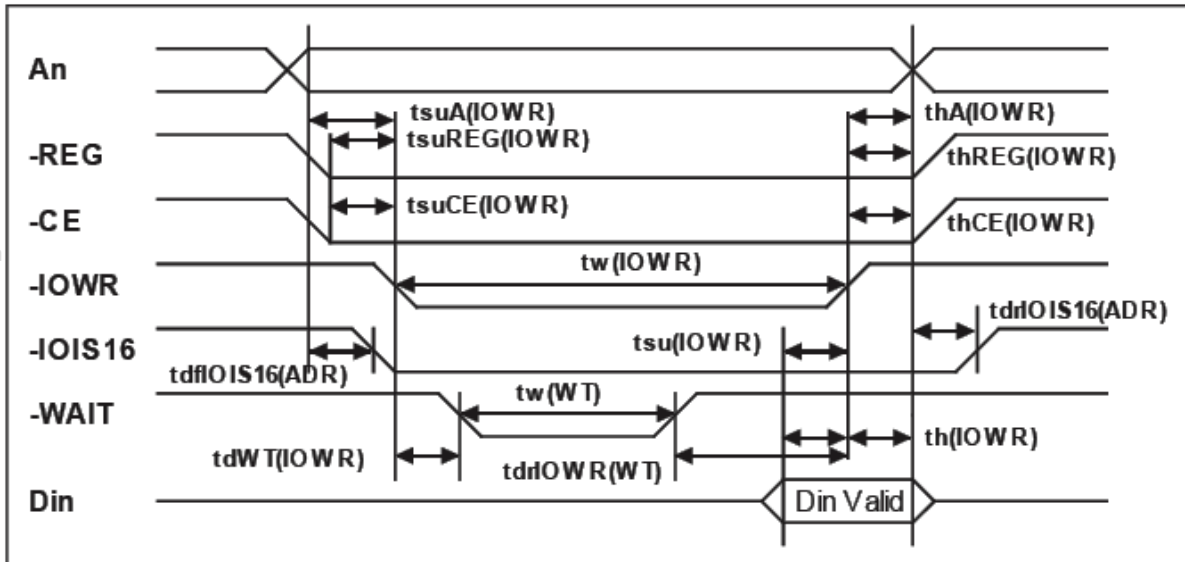 An
tsuA(IOWR)
thA(IOWR)
tsuREG(IOWR)
-REG
thREG(IOWR)
tsuCE(IOWR)
-CE
thCE(IOWR)
tw(IOWR)
-IOWR
tdrIOIS16(ADR)
tsu(IOWR)
-IOIS16
tdfIOIS16(ADR)
tw(WT)
-WAIT
th(IOWR)
tdWT(IOWR)
tdrIOWR(WT)
Din
Din Valid